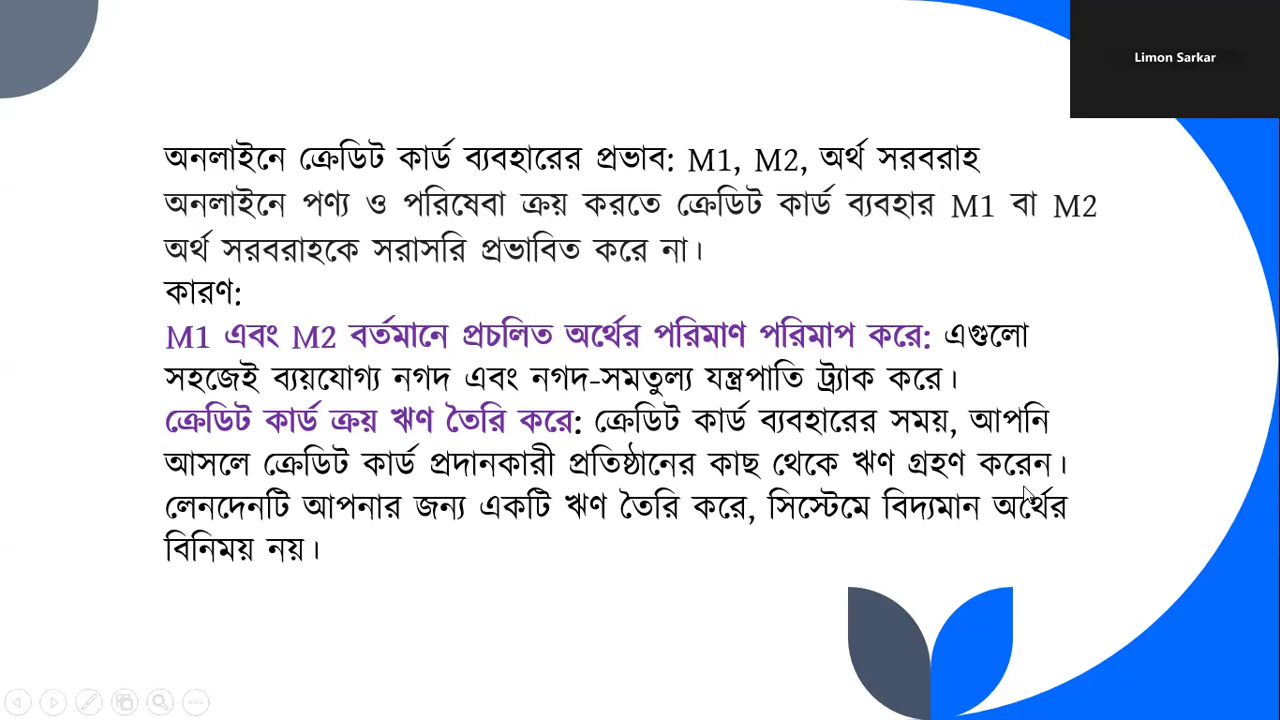 Limon Sarkar
অনলাইনে ক্রেডিট কার্ড ব্যবহারের প্রভাব: M1, M2, অর্থ সরবরাহ
অনলাইনে পণ্য ও পরিষেবা ক্রয় করতে ক্রেডিট কার্ড ব্যবহার M1 বা M2
অর্থ সরবরাহকে সরাসরি প্রভাবিত করে না।
কারণ:
M1 এবং M2 বর্তমানে প্রচলিত অর্থের পরিমাণ পরিমাপ করে: এগুলো
সহজেই ব্যয়যোগ্য নগদ এবং নগদ-সমতুল্য যন্ত্রপাতি ট্র্যাক করে।
ক্রেডিট কার্ড ক্রয় ঋণ তৈরি করে: ক্রেডিট কার্ড ব্যবহারের সময়, আপনি
আসলে ক্রেডিট কার্ড প্রদানকারী প্রতিষ্ঠানের কাছ থেকে ঋণ গ্রহণ করেন।
লেনদেনটি আপনার জন্য একটি ঋণ তৈরি করে, সিস্টেমে বিদ্যমান অর্থের
বিনিময় নয়।